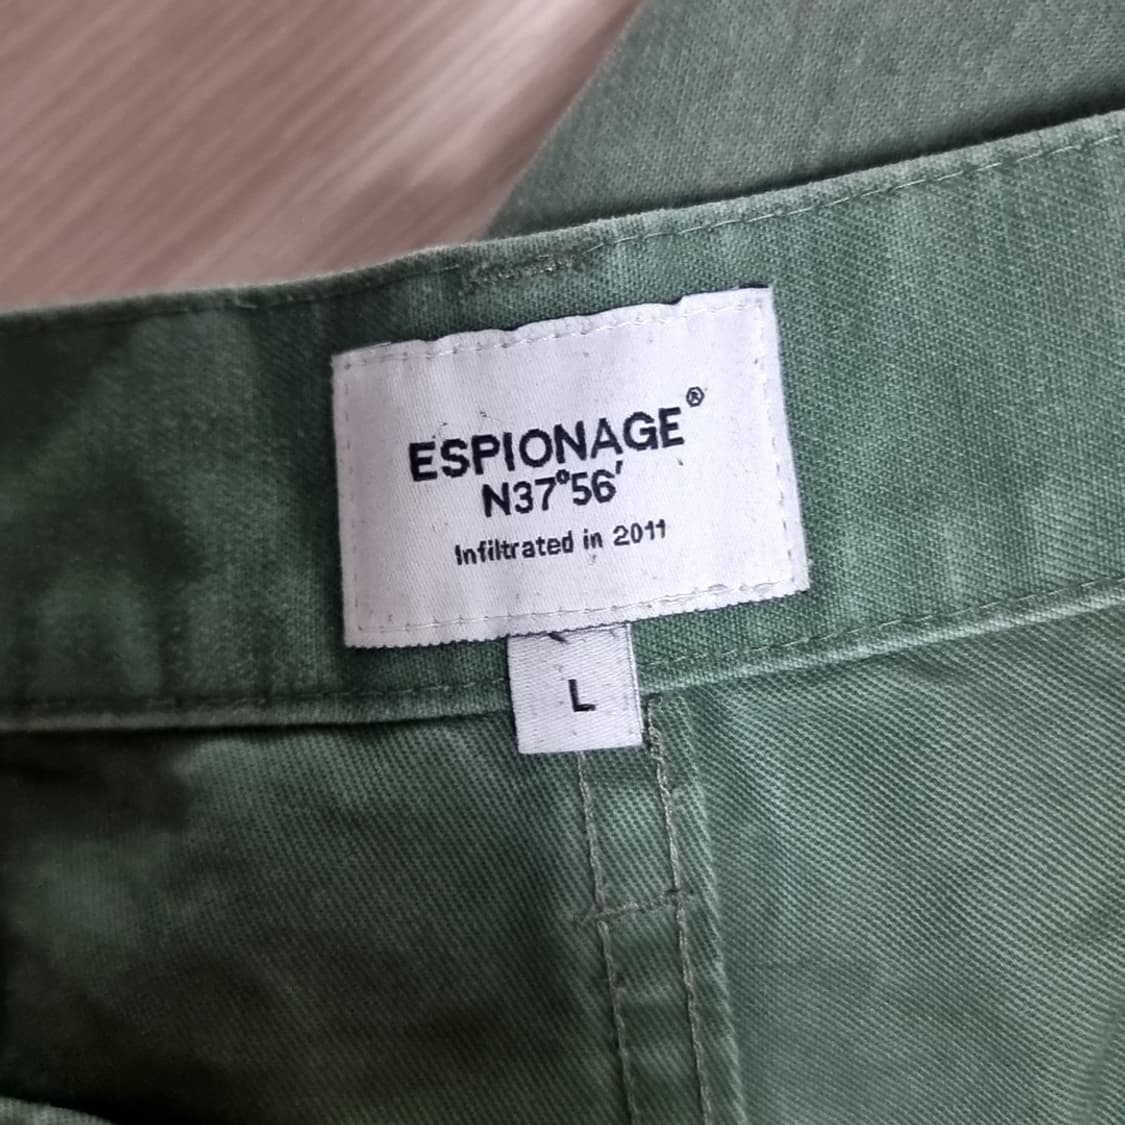 ESPIONAGE®
N37°56'
Infiltrated in 2011
L